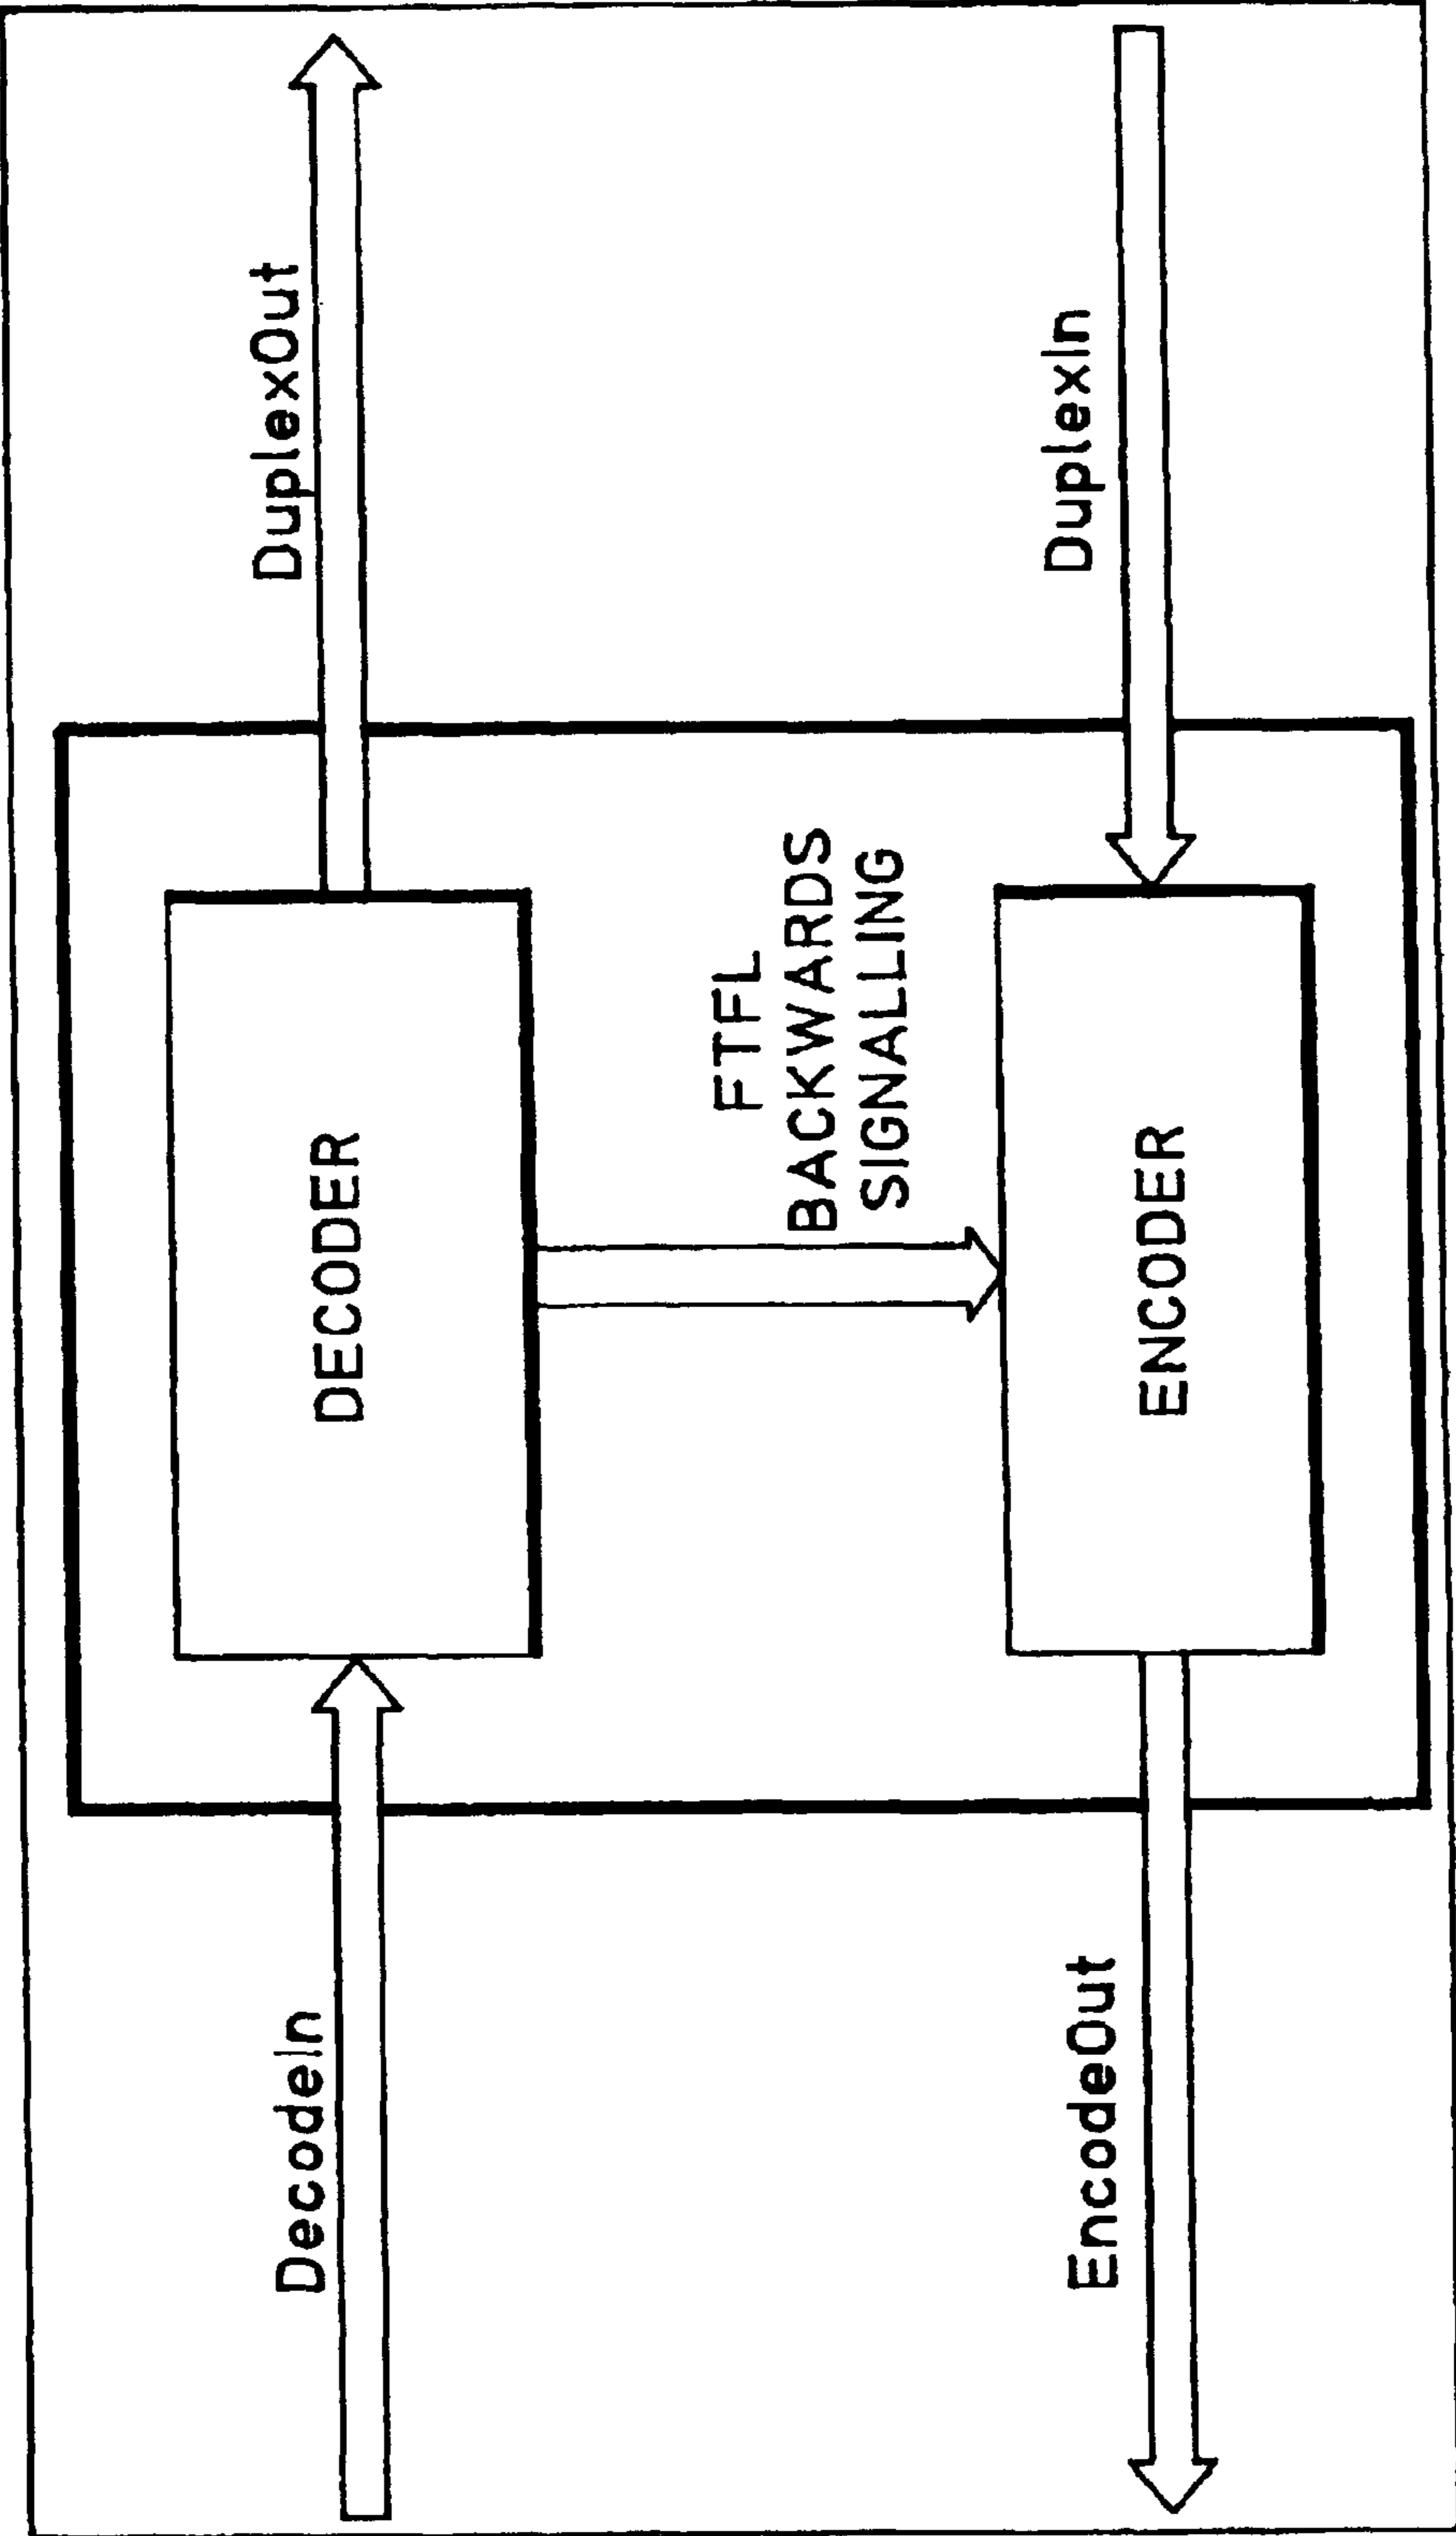 DecodeIn
DECODER
DuplexOut
FTFL
BACKWARDS
SIGNALLING
EncodeOut
ENCODER
DuplexIn